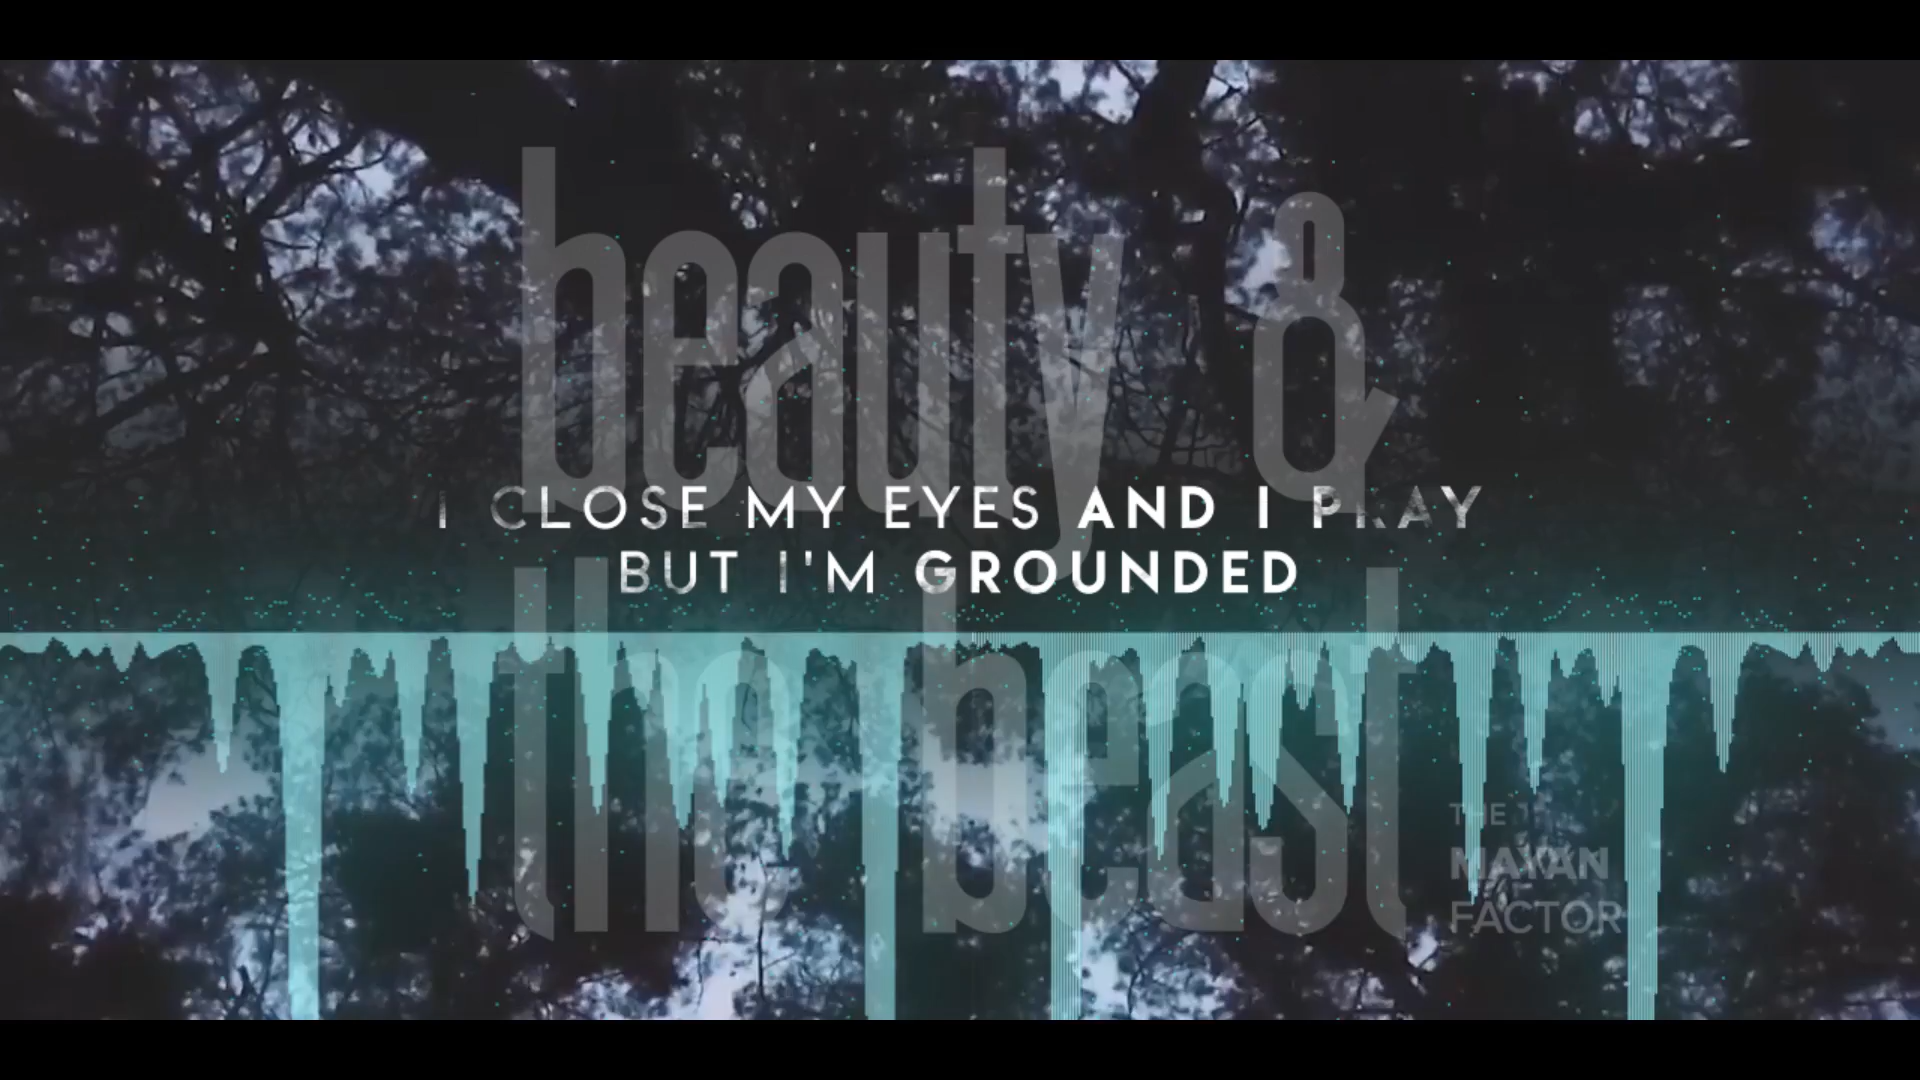 beauty &
I CLOSE MY EYES AND I PRAY
BUT I'M GROUNDED
the beast
THE
MAYAN
FACTOR